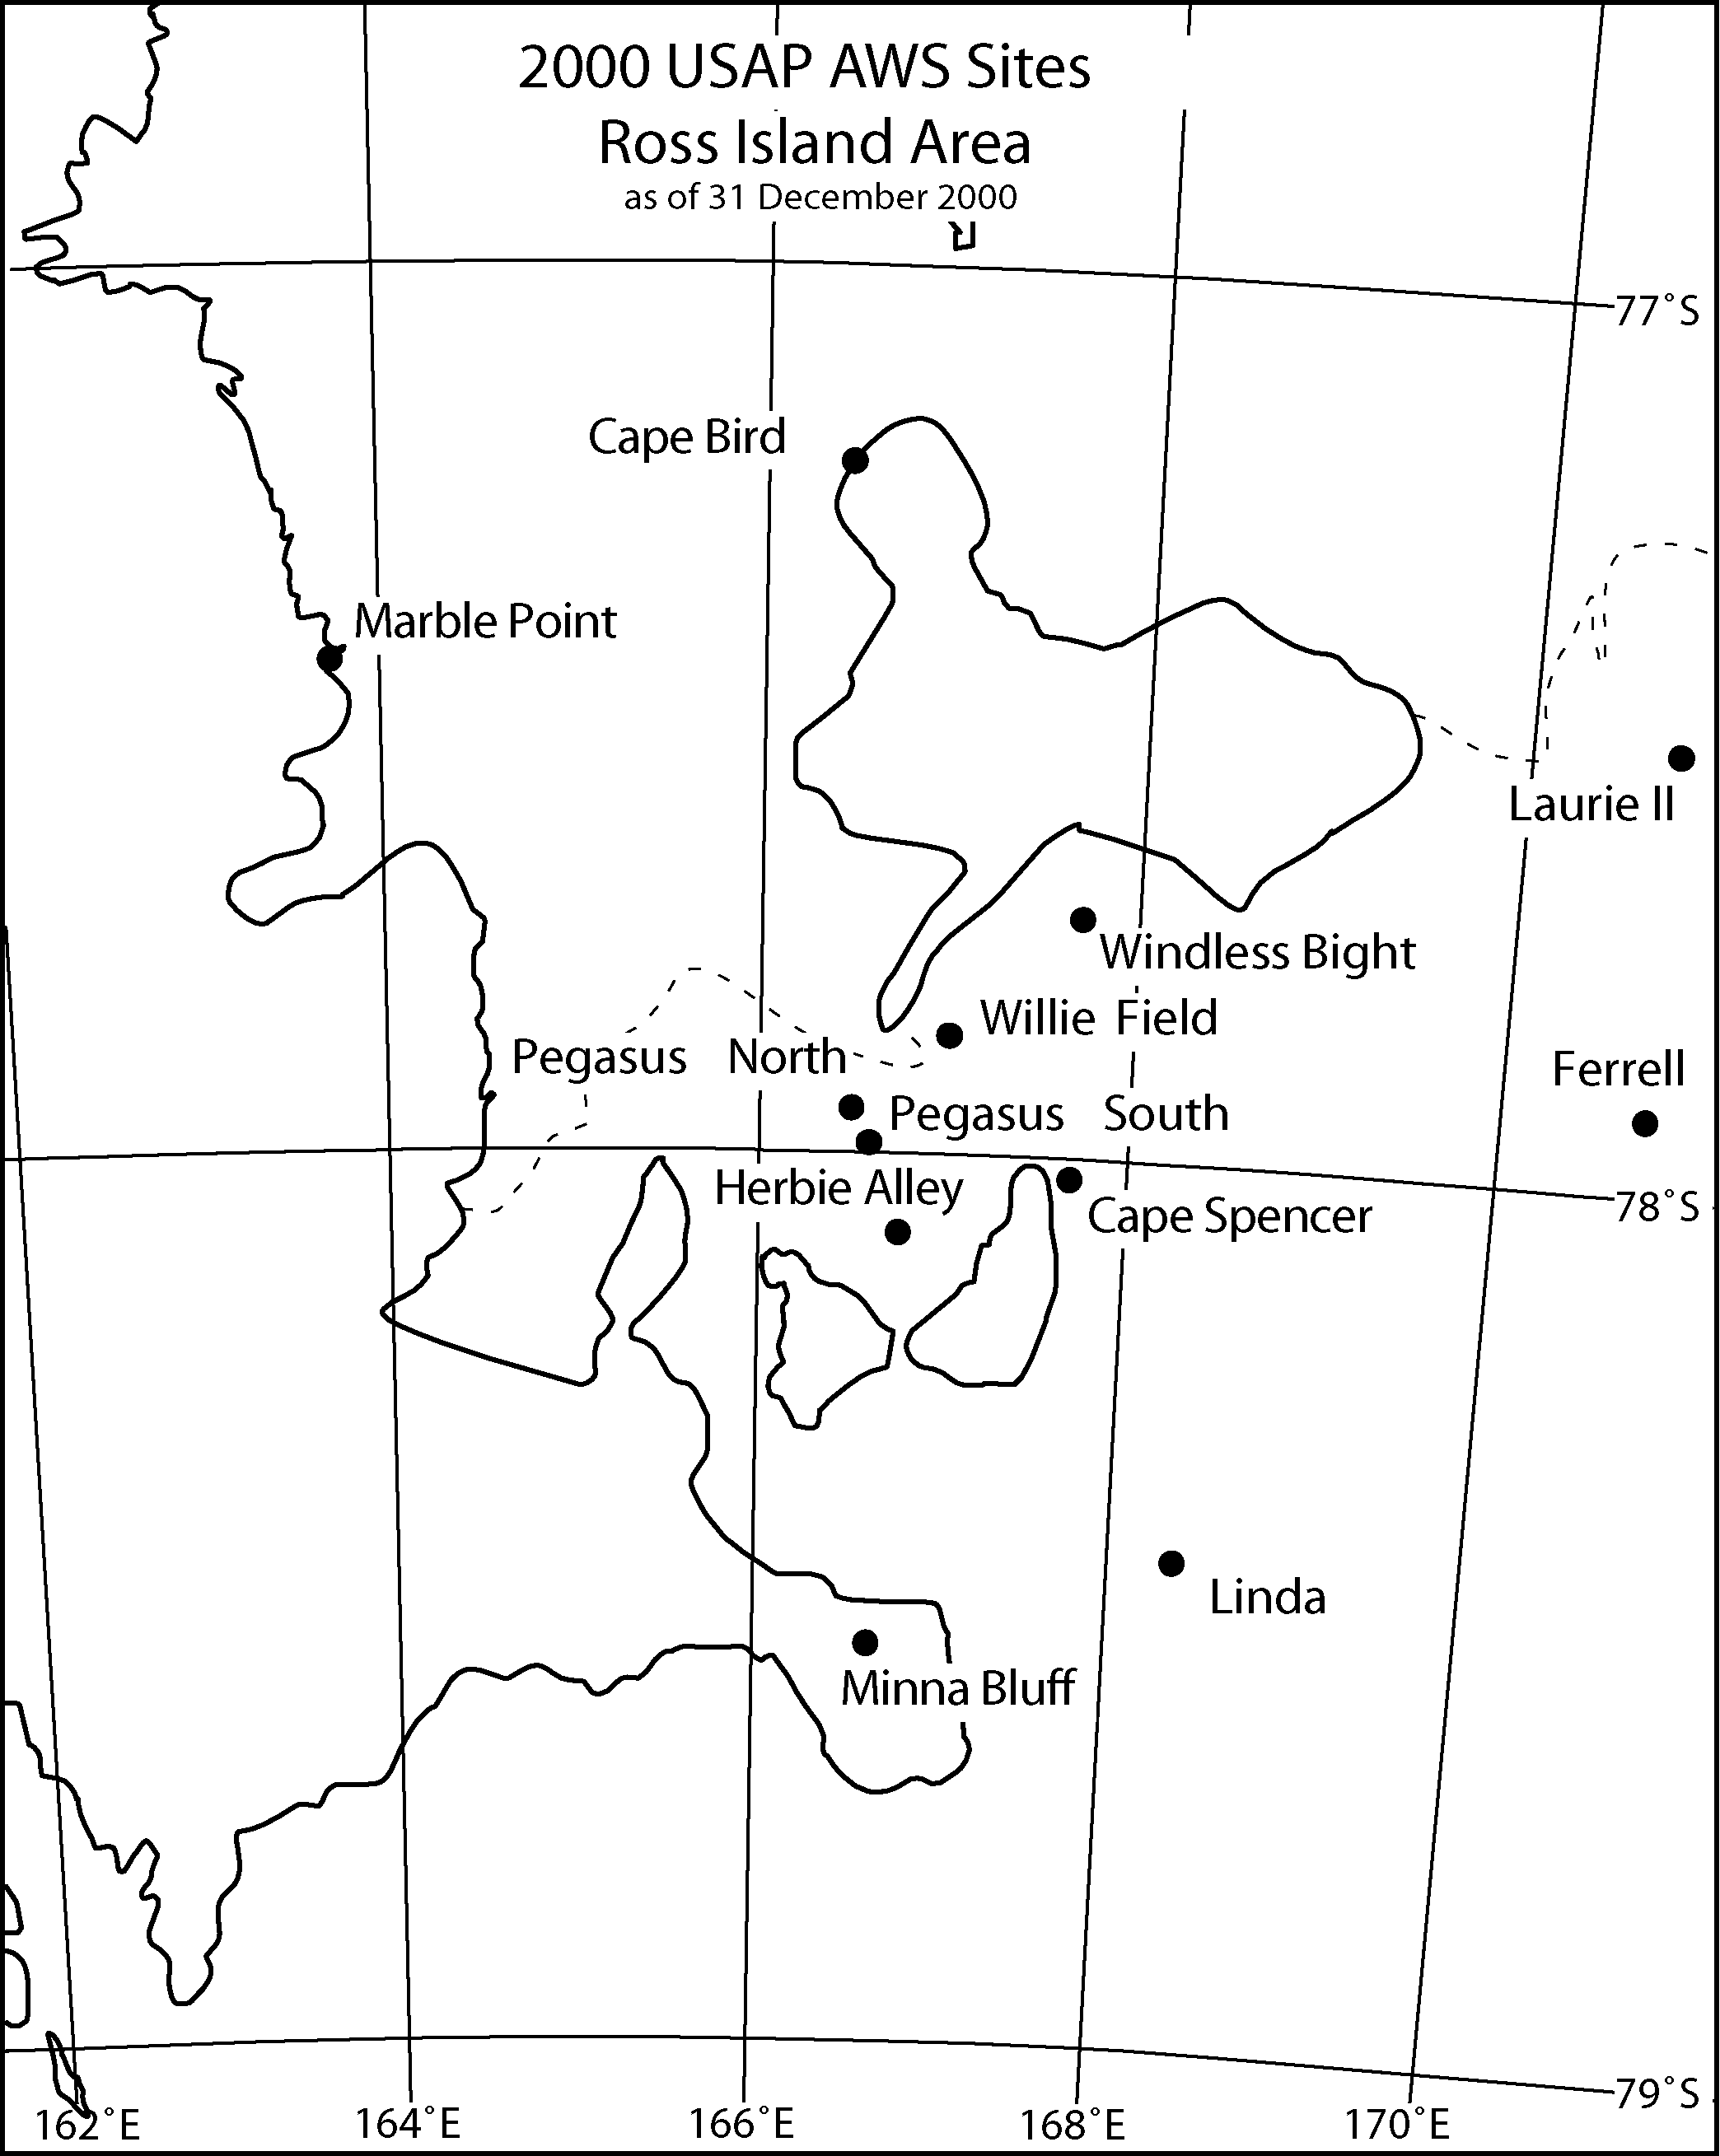 2000 USAP AWS Sites
Ross Island Area
as of 31 December 2000
77°S
Cape Bird
Marble Point
Laurie II
Windless Bight
Willie Field
Pegasus North
Ferrell
Pegasus South
Herbie Alley
Cape Spencer
78°S
Linda
Minna Bluff
79°S
162°E
164°E
166°E
168°E
170°E